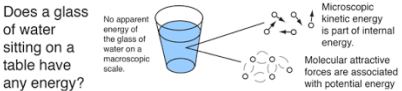 Does a glass
of water
sitting on a
table have
any energy?
No apparent
energy of
the glass of
water on a
macroscopic
scale.
Microscopic
kinetic energy
is part of internal
energy.
Molecular attractive
forces are associated
with potential energy